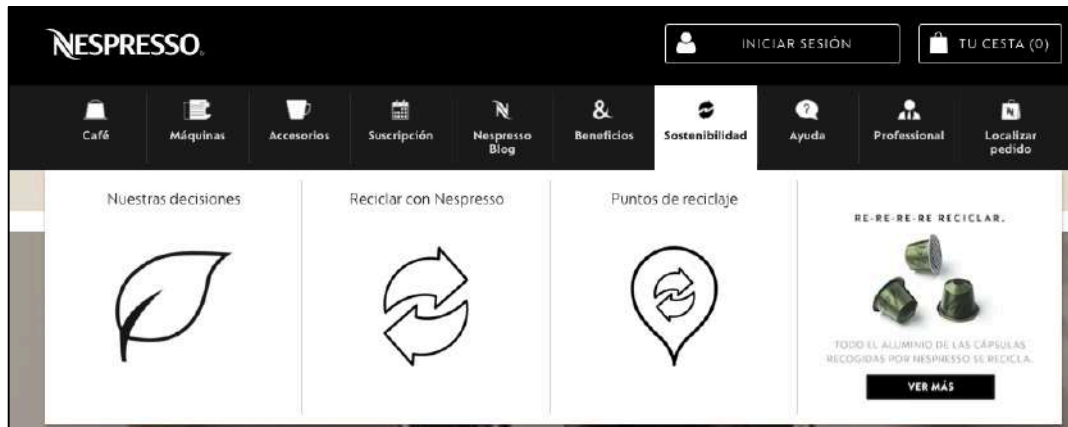 NESPRESSO
INICIAR SESIÓN
TU CESTA (0)
Café
Máquinas
Accesorios
Suscripción
Nespresso
Blog
Beneficios
Sostenibilidad
Ayuda
Professional
Localizar
pedido
Nuestras decisiones
Reciclar con Nespresso
Puntos de reciclaje
RE-RE-RE-RE RECICLAR.
TODO EL ALUMINIO DE LAS CÁPSULAS
RECOGIDAS POR NESPRESSO SE RECICLA.
VER MÁS